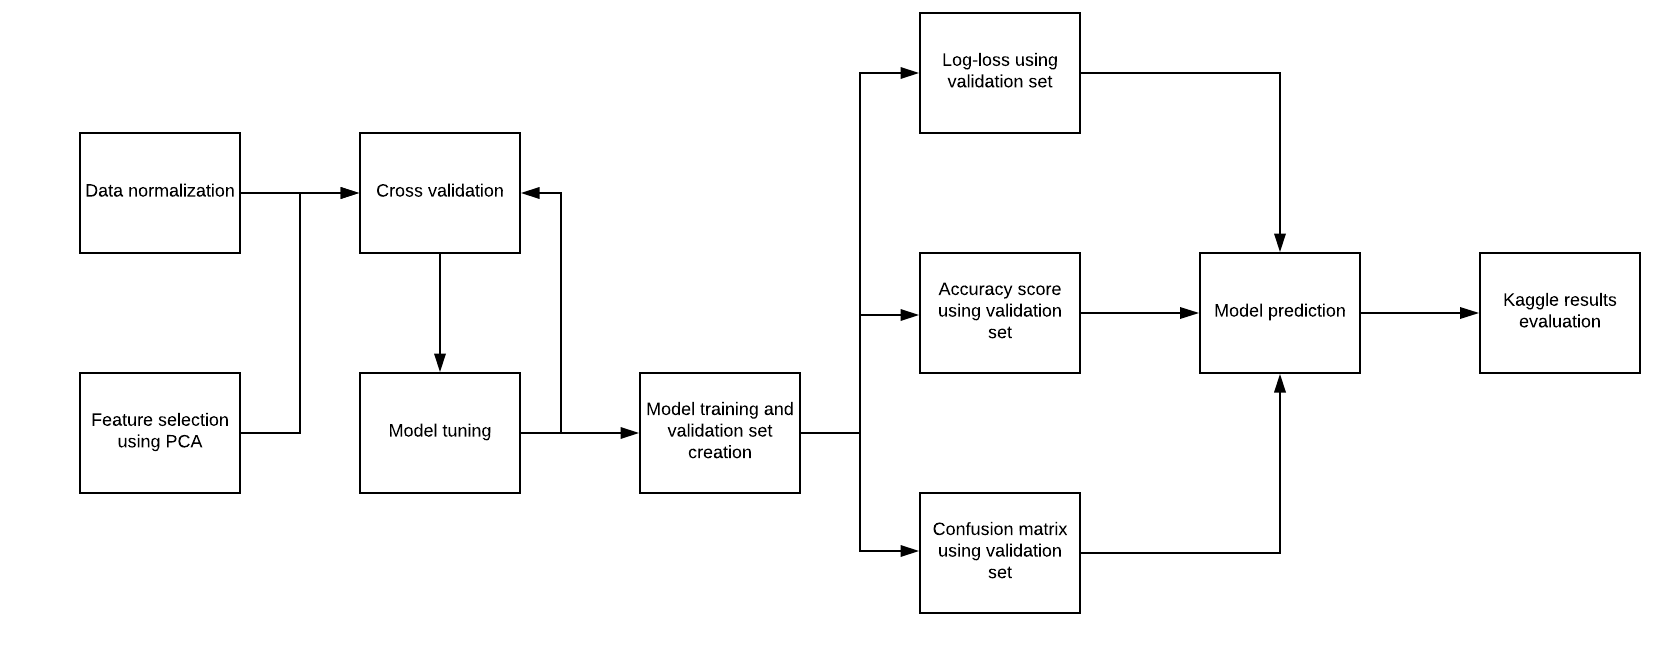 Log-loss using
validation set
Data normalization
Cross validation
Accuracy score
using validation
set
Model prediction
Kaggle results
evaluation
Feature selection
using PCA
Model tuning
Model training and
validation set
creation
Confusion matrix
using validation
set